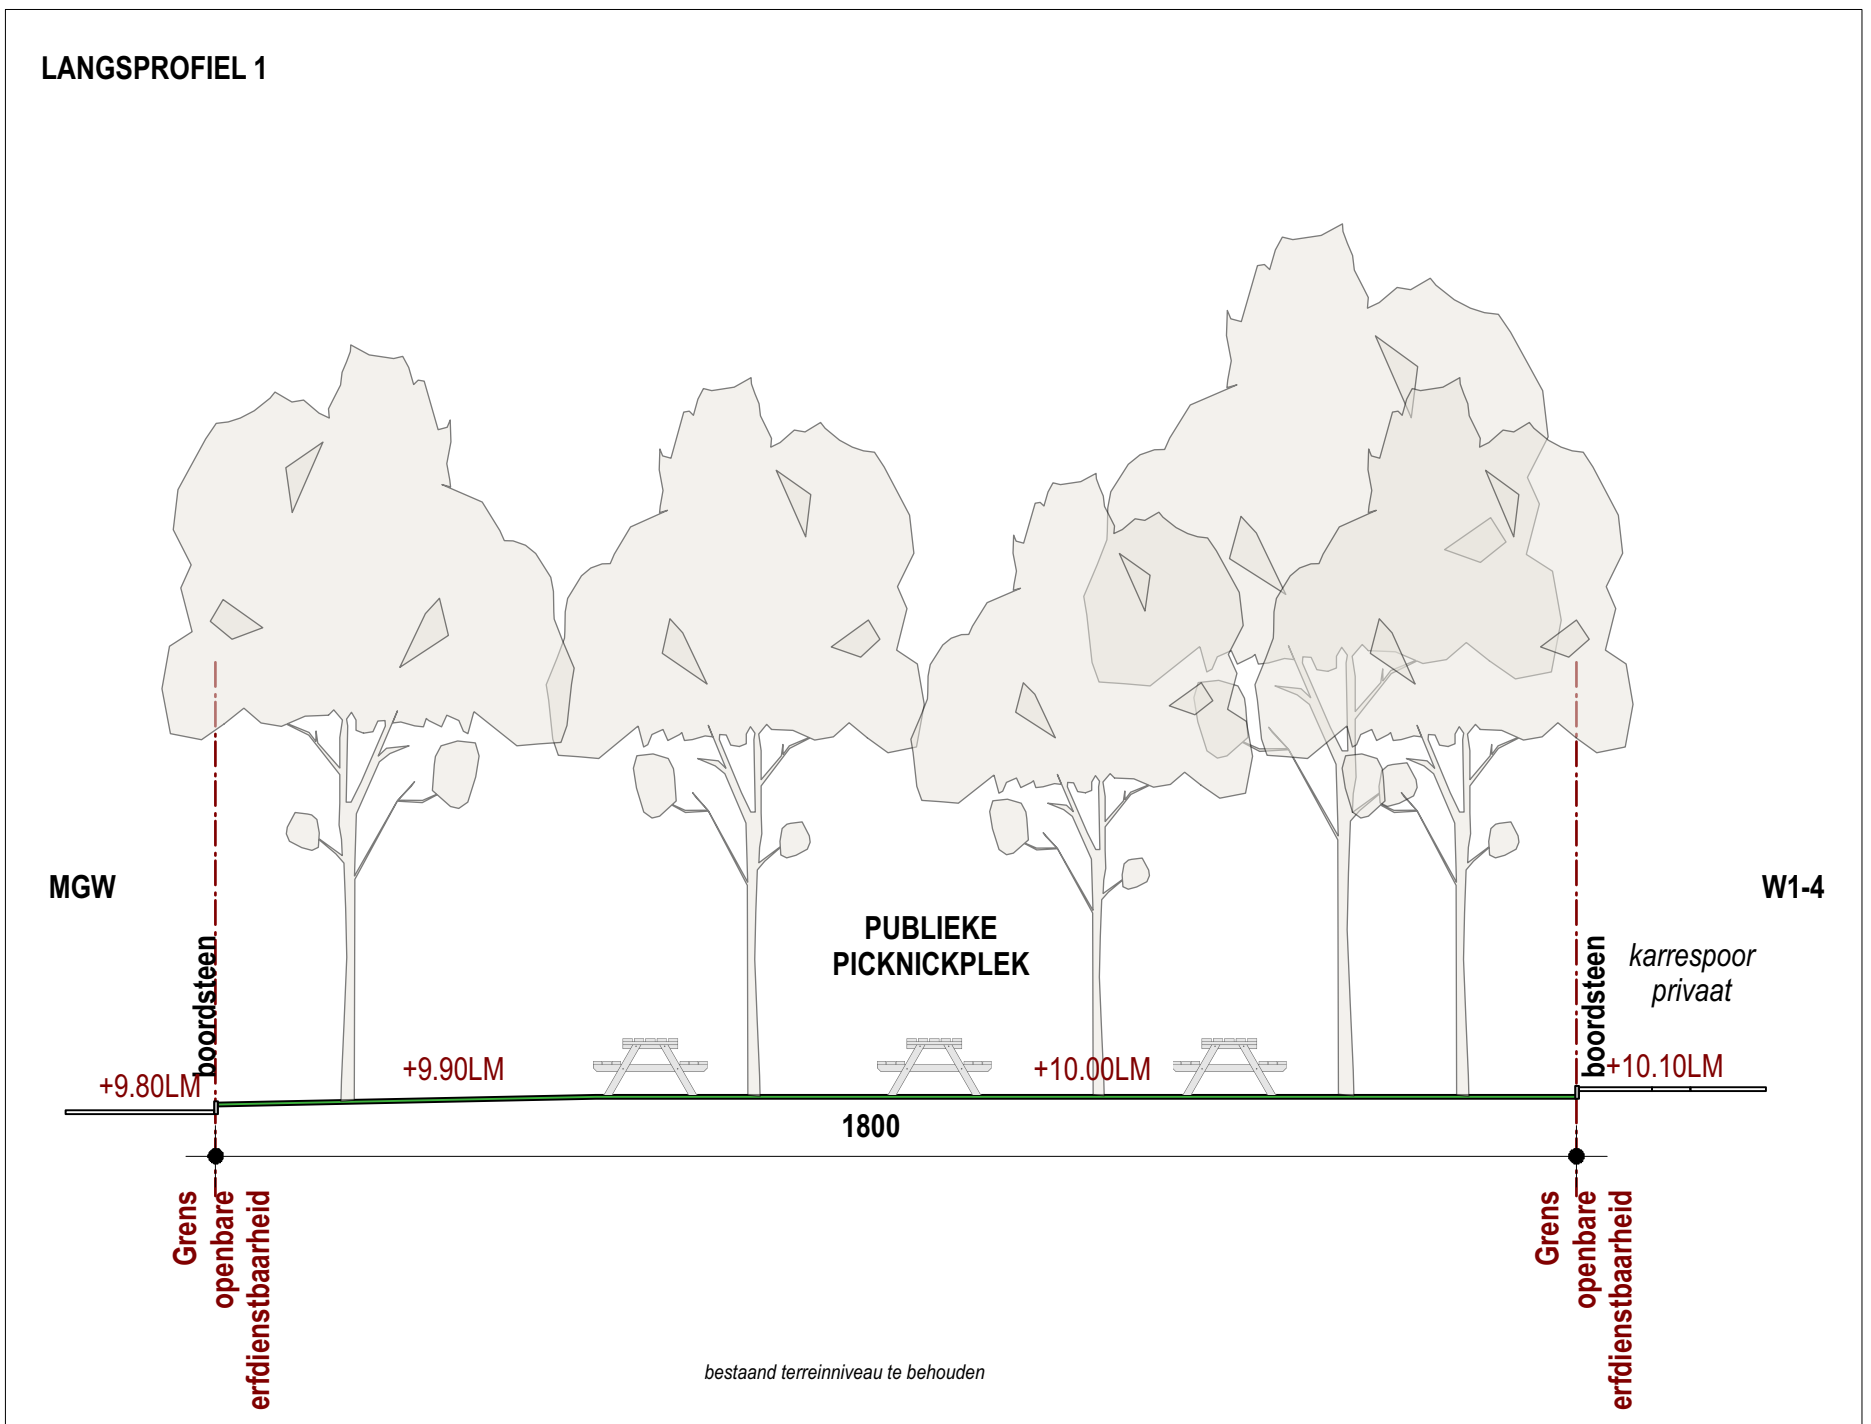 LANGSPROFIEL 1
MGW
W1-4
PUBLIEKE
PICKNICKPLEK
karrespoor
privaat
boordsteen
boordsteen
+9.80LM
+9.90LM
+10.00LM
+10.10LM
1800
Grens
openbare
erfdienstbaarheid
Grens
openbare
erfdienstbaarheid
bestaand terreinniveau te behouden